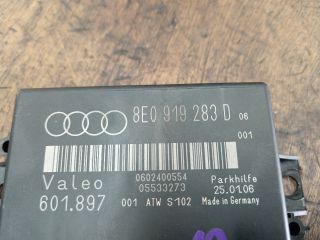 8E0 919 283 D 06
001
Valeo 0602400554 Parkhilfe
05533273 25.01.06
601.897 001 ATW S102 Made in Germany